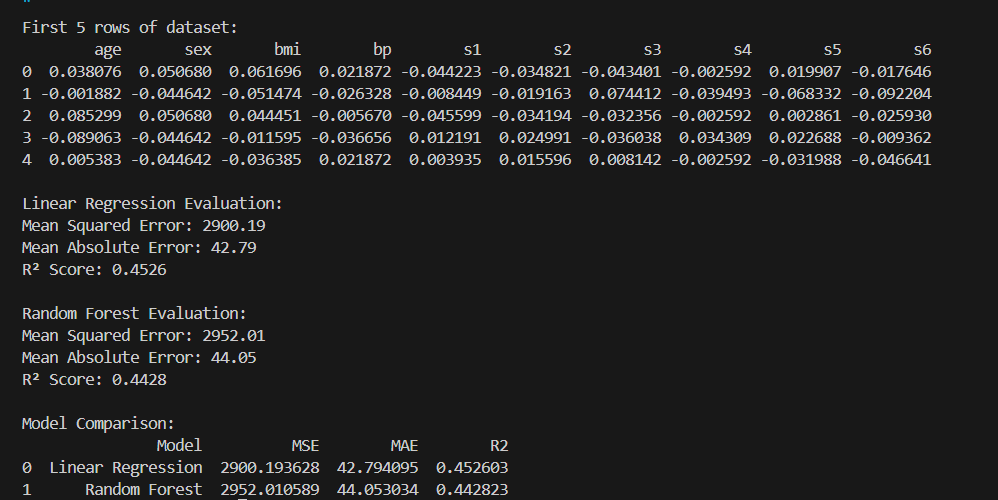 First 5 rows of dataset:
age sex bmi bp s1 s2 s3 s4 s5 s6
0 0.038076 0.050680 0.061696 0.021872 -0.044223 -0.034821 -0.043401 -0.002592 0.019907 -0.017646
1 -0.001882 -0.044642 -0.051474 -0.026328 -0.008449 -0.019163 0.074412 -0.039493 -0.068332 -0.092204
2 0.085299 0.050680 0.044451 -0.005670 -0.045599 -0.034194 -0.032356 -0.002592 0.002861 -0.025930
3 -0.089063 -0.044642 -0.011595 -0.036656 0.012191 0.024991 -0.036038 0.034309 0.022688 -0.009362
4 0.005383 -0.044642 -0.036385 0.021872 0.003935 0.015596 0.008142 -0.002592 -0.031988 -0.046641
Linear Regression Evaluation:
Mean Squared Error: 2900.19
Mean Absolute Error: 42.79
R² Score: 0.4526
Random Forest Evaluation:
Mean Squared Error: 2952.01
Mean Absolute Error: 44.05
R² Score: 0.4428
Model Comparison:
Model MSE MAE R2
0 Linear Regression 2900.193628 42.794095 0.452603
1 Random Forest 2952.010589 44.053034 0.442823